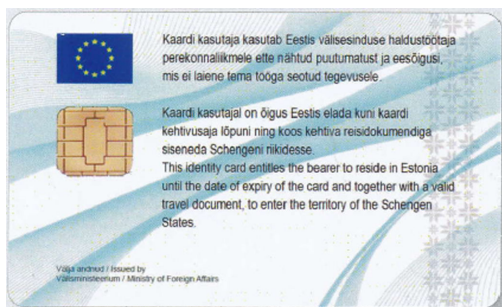 Kaardi kasutaja kasutab Eestis välisesinduse haldustöötaja
perekonnaliikmele ette nähtud puutumatust ja eesõigusi,
mis ei laiene tema tööga seotud tegevusele.
Kaardi kasutajal on õigus Eestis elada kuni kaardi
kehtivusaja lõpuni ning koos kehtiva reisidokumendiga
siseneda Schengeni riikidesse.
This identity card entitles the bearer to reside in Estonia
until the date of expiry of the card and together with a valid
travel document, to enter the territory of the Schengen
States.
Välja andnud / Issued by
Välisministeerium / Ministry of Foreign Affairs